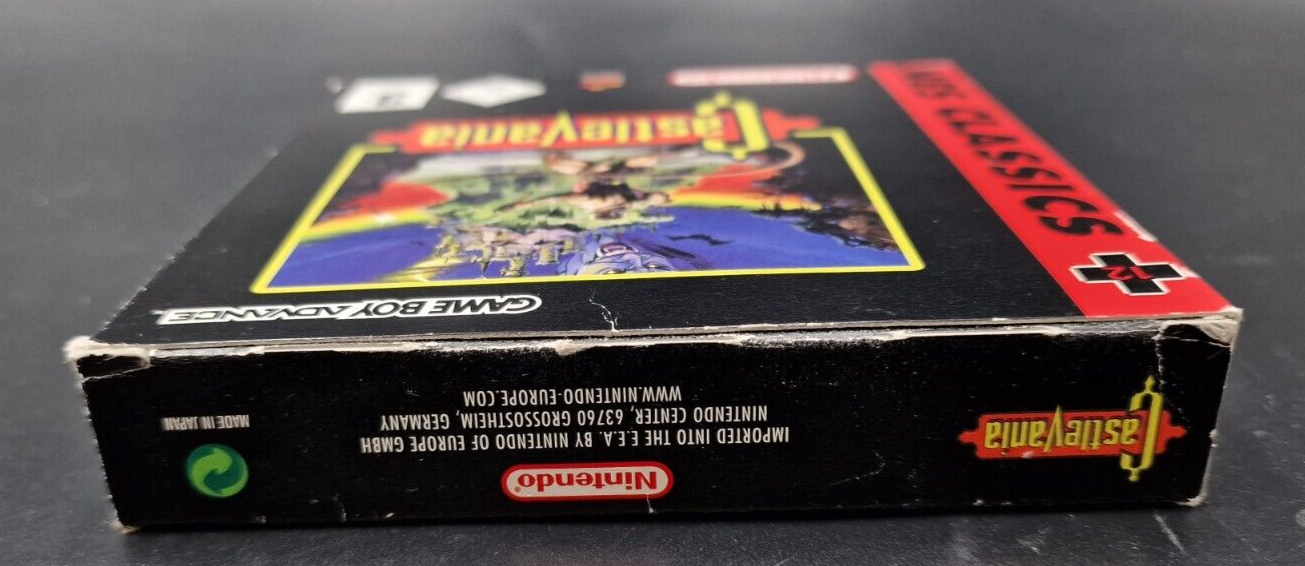 NES CLASSICS
12
Castlevania
GAME BOY ADVANCE
Castlevania
Nintendo®
IMPORTED INTO THE E.E.A. BY NINTENDO OF EUROPE GMBH
NINTENDO CENTER, 63760 GROSSOSTHEIM, GERMANY
WWW.NINTENDO-EUROPE.COM
MADE IN JAPAN